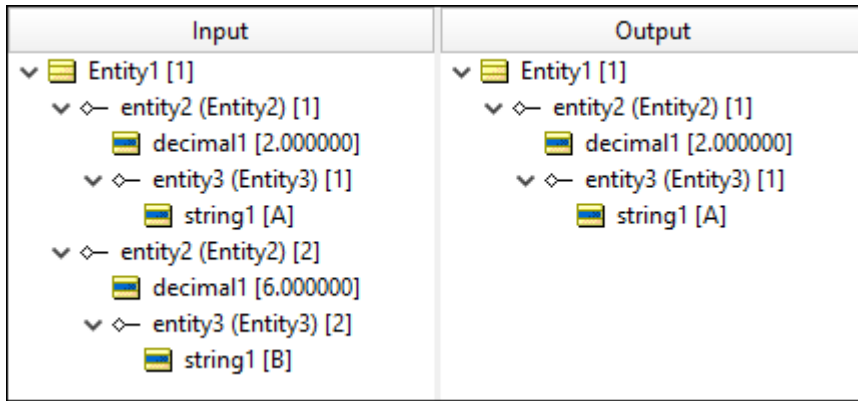 Input
Entity1 [1]
entity2 (Entity2) [1]
decimal1 [2.000000]
entity3 (Entity3) [1]
string1 [A]
entity2 (Entity2) [2]
decimal1 [6.000000]
entity3 (Entity3) [2]
string1 [B]
Output
Entity1 [1]
entity2 (Entity2) [1]
decimal1 [2.000000]
entity3 (Entity3) [1]
string1 [A]